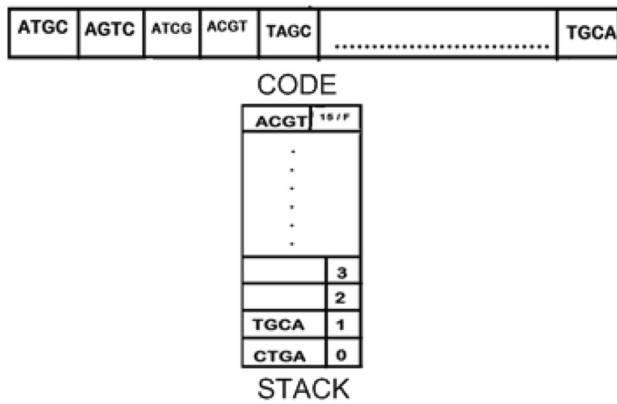 ATGC AGTC ATCG ACGT TAGC ............................. TGCA
CODE
ACGT 15/F
3
2
TGCA 1
CTGA 0
STACK